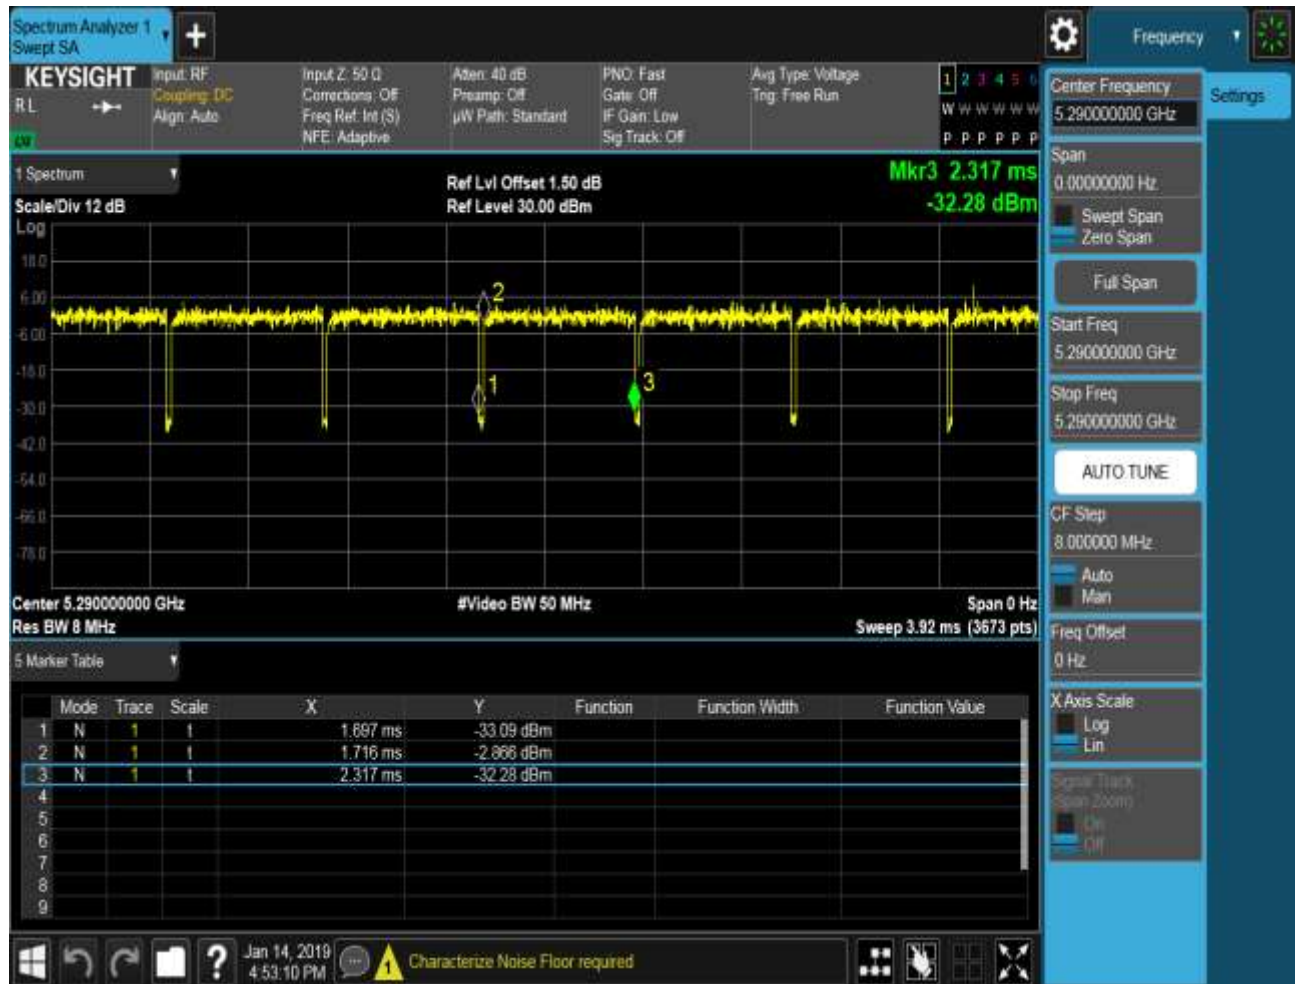 Spectrum Analyzer 1
Swept SA
Frequency
KEYSIGHT
RL
Input: RF
Coupling: DC
Align: Auto
Input Z: 50 Ω
Corrections: Off
Freq Ref: Int (S)
NFE: Adaptive
Atten: 40 dB
Preamp: Off
µW Path: Standard
PNO: Fast
Gate: Off
IF Gain: Low
Sig Track: Off
Avg Type: Voltage
Trig: Free Run
1 2 3 4 5 6
W W W W W W
P P P P P P
1 Spectrum
Scale/Div 12 dB
Ref Lvl Offset 1.50 dB
Ref Level 30.00 dBm
Mkr3 2.317 ms
-32.28 dBm
Log
18.0
6.00
-6.00
-18.0
-30.0
-42.0
-54.0
-66.0
-78.0
2
1
3
Center 5.290000000 GHz
#Video BW 50 MHz
Span 0 Hz
Res BW 8 MHz
Sweep 3.92 ms (3673 pts)
5 Marker Table
Mode Trace Scale X Y Function Function Width Function Value
1 N 1 t 1.697 ms -33.09 dBm
2 N 1 t 1.716 ms -2.866 dBm
3 N 1 t 2.317 ms -32.28 dBm
4
5
6
7
8
9
Jan 14, 2019
4:53:10 PM
1
Characterize Noise Floor required
Settings
Center Frequency
5.290000000 GHz
Span
0.00000000 Hz
Swept Span
Zero Span
Full Span
Start Freq
5.290000000 GHz
Stop Freq
5.290000000 GHz
AUTO TUNE
CF Step
8.000000 MHz
Auto
Man
Freq Offset
0 Hz
X Axis Scale
Log
Lin
Signal Track
(Span Zoom)
On
Off